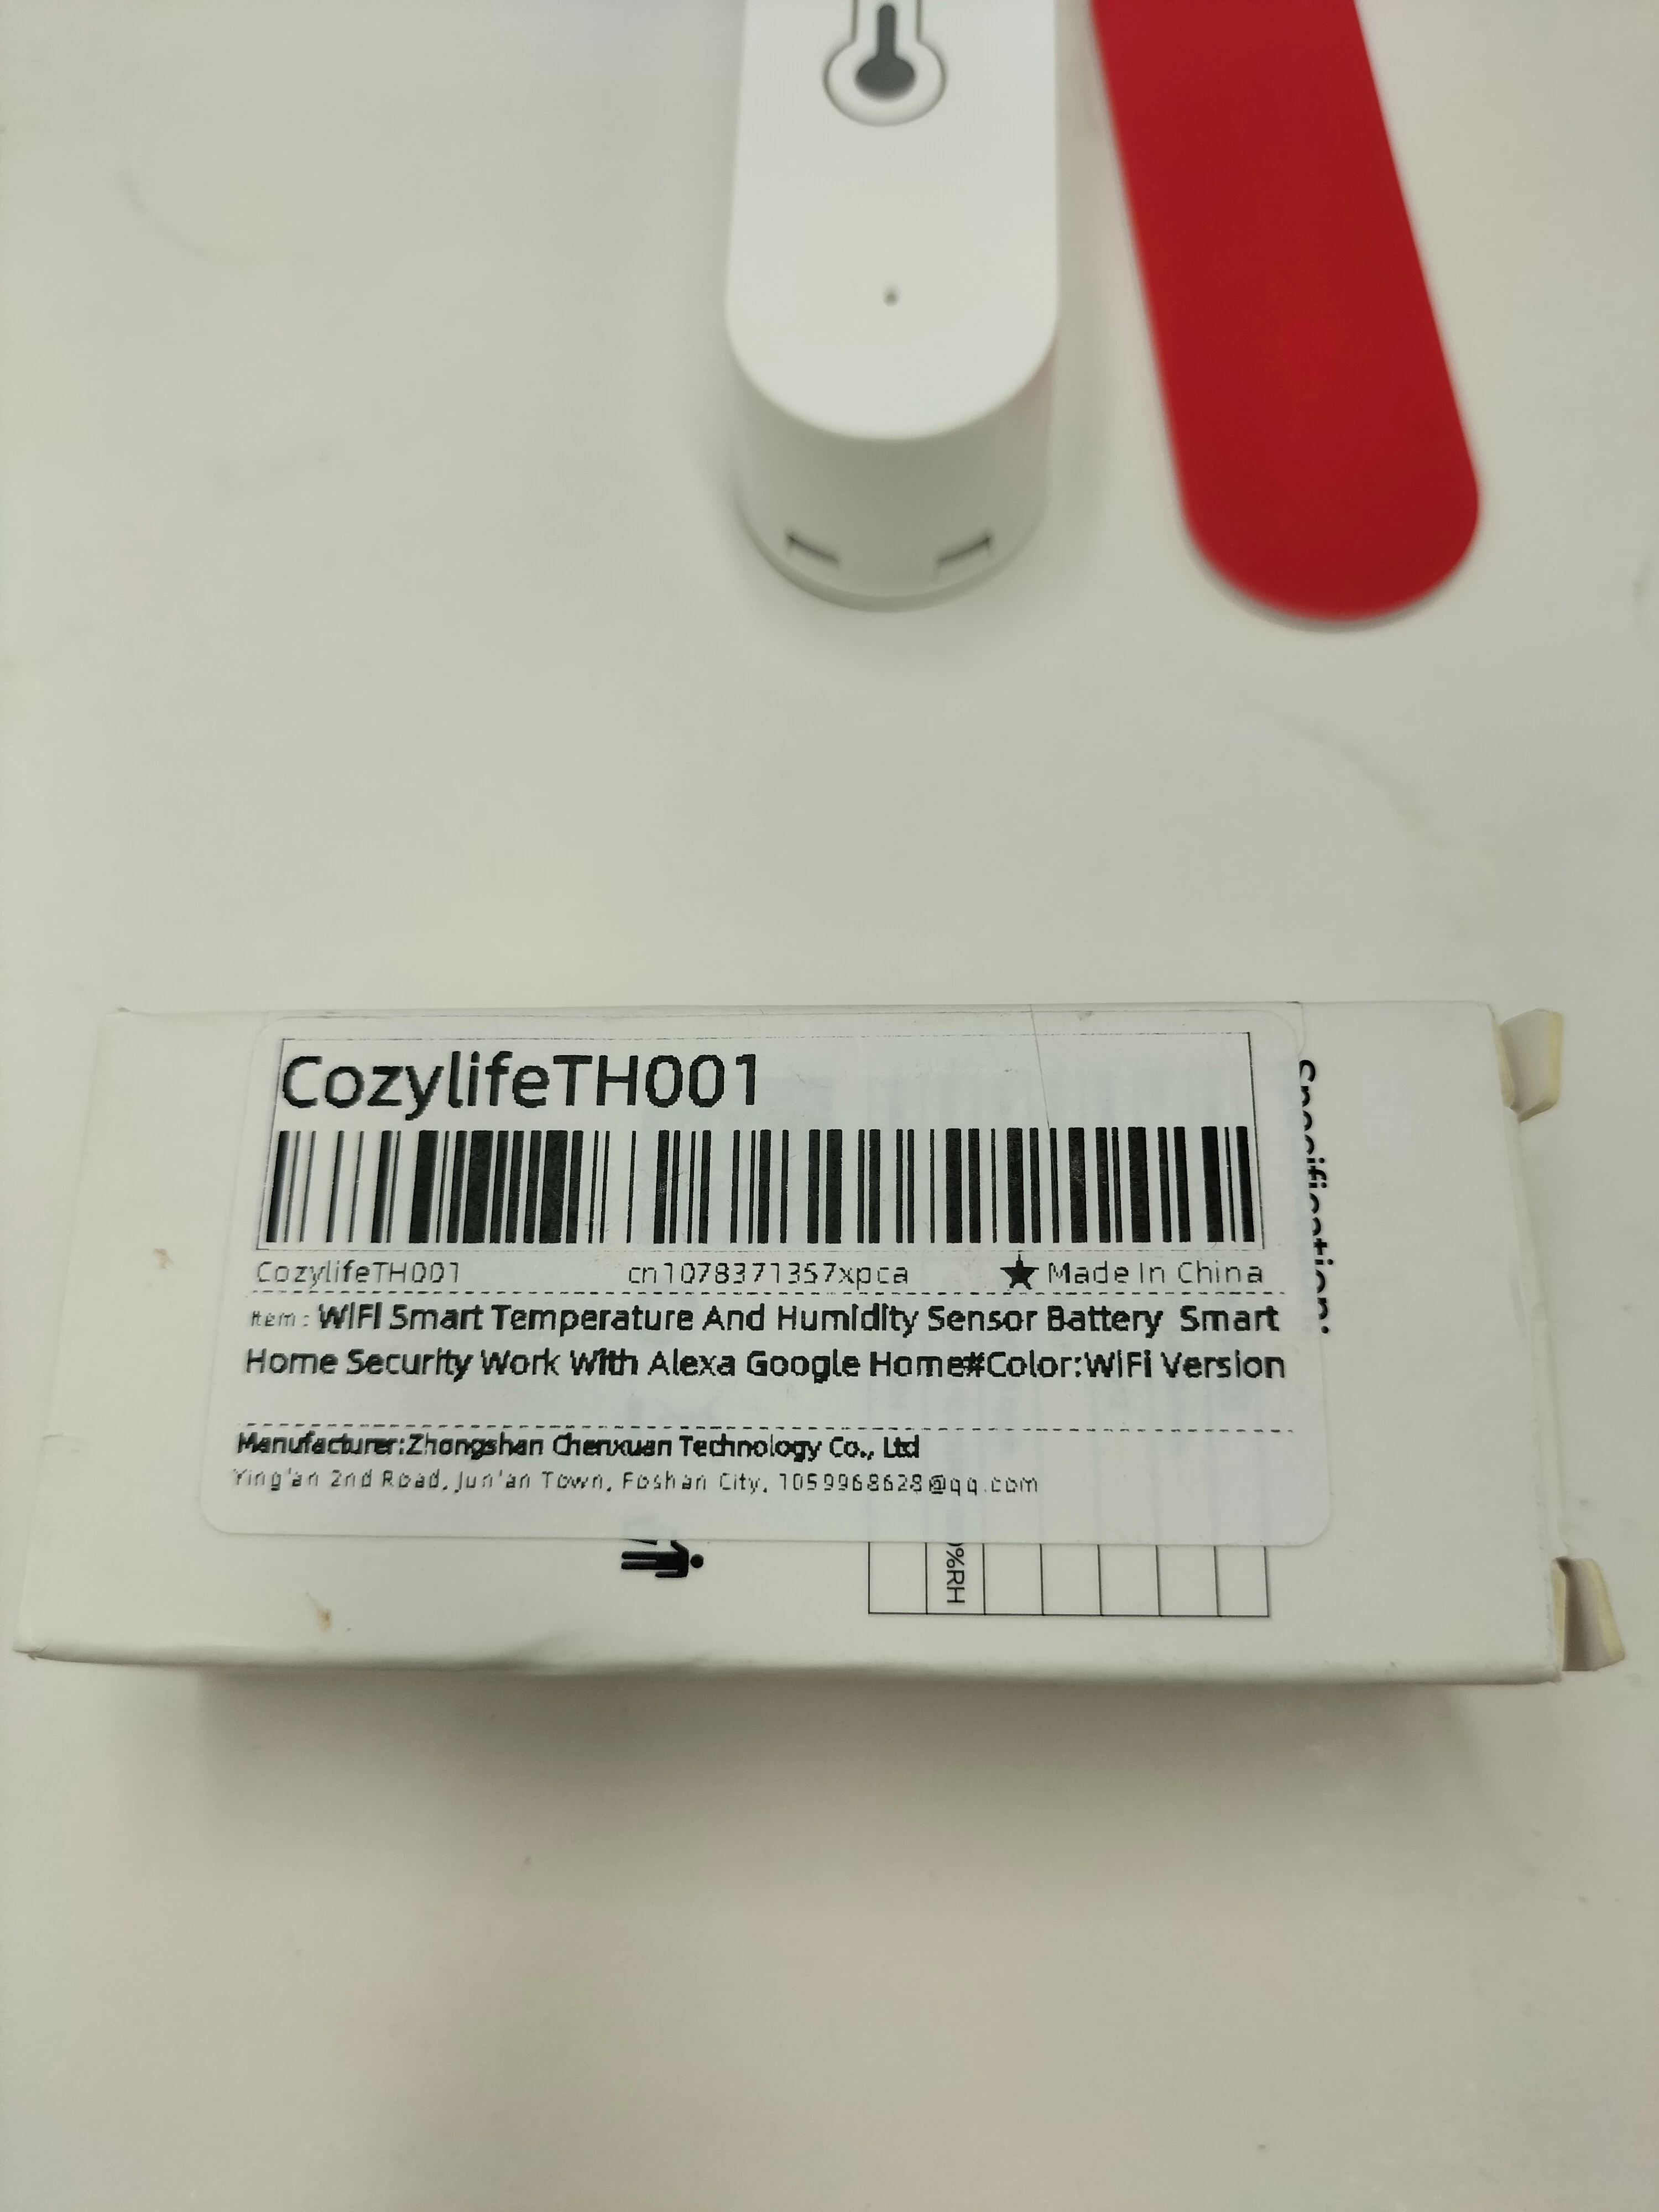 CozylifeTH001
CozylifeTH001 cn1078371357xpca ★ Made In China
Item: WiFi Smart Temperature And Humidity Sensor Battery Smart
Home Security Work With Alexa Google Home#Color:WiFi Version
Manufacturer:Zhongshan Chenxuan Technology Co., Ltd
Ying'an 2nd Road, Jun'an Town, Foshan City, 1059968628@qq.com
Specification:
%RH